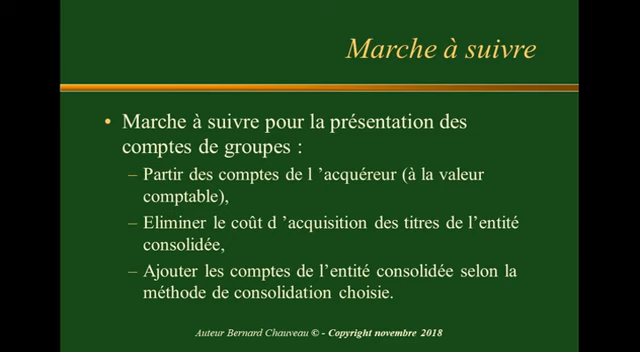 Marche à suivre
• Marche à suivre pour la présentation des
comptes de groupes :
– Partir des comptes de l ’acquéreur (à la valeur
comptable),
– Eliminer le coût d ’acquisition des titres de l’entité
consolidée,
– Ajouter les comptes de l’entité consolidée selon la
méthode de consolidation choisie.
Auteur Bernard Chauveau © - Copyright novembre 2018